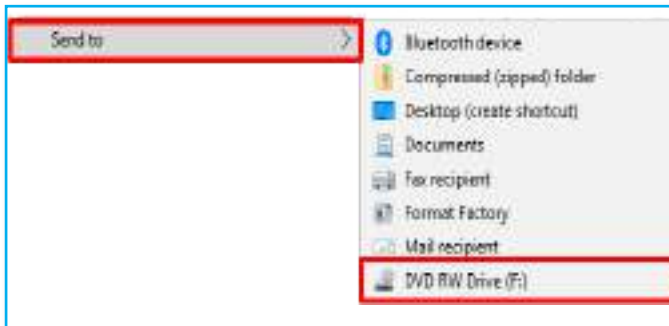 Send to
Bluetooth device
Compressed (zipped) folder
Desktop (create shortcut)
Documents
Fax recipient
Format Factory
Mail recipient
DVD RW Drive (F:)